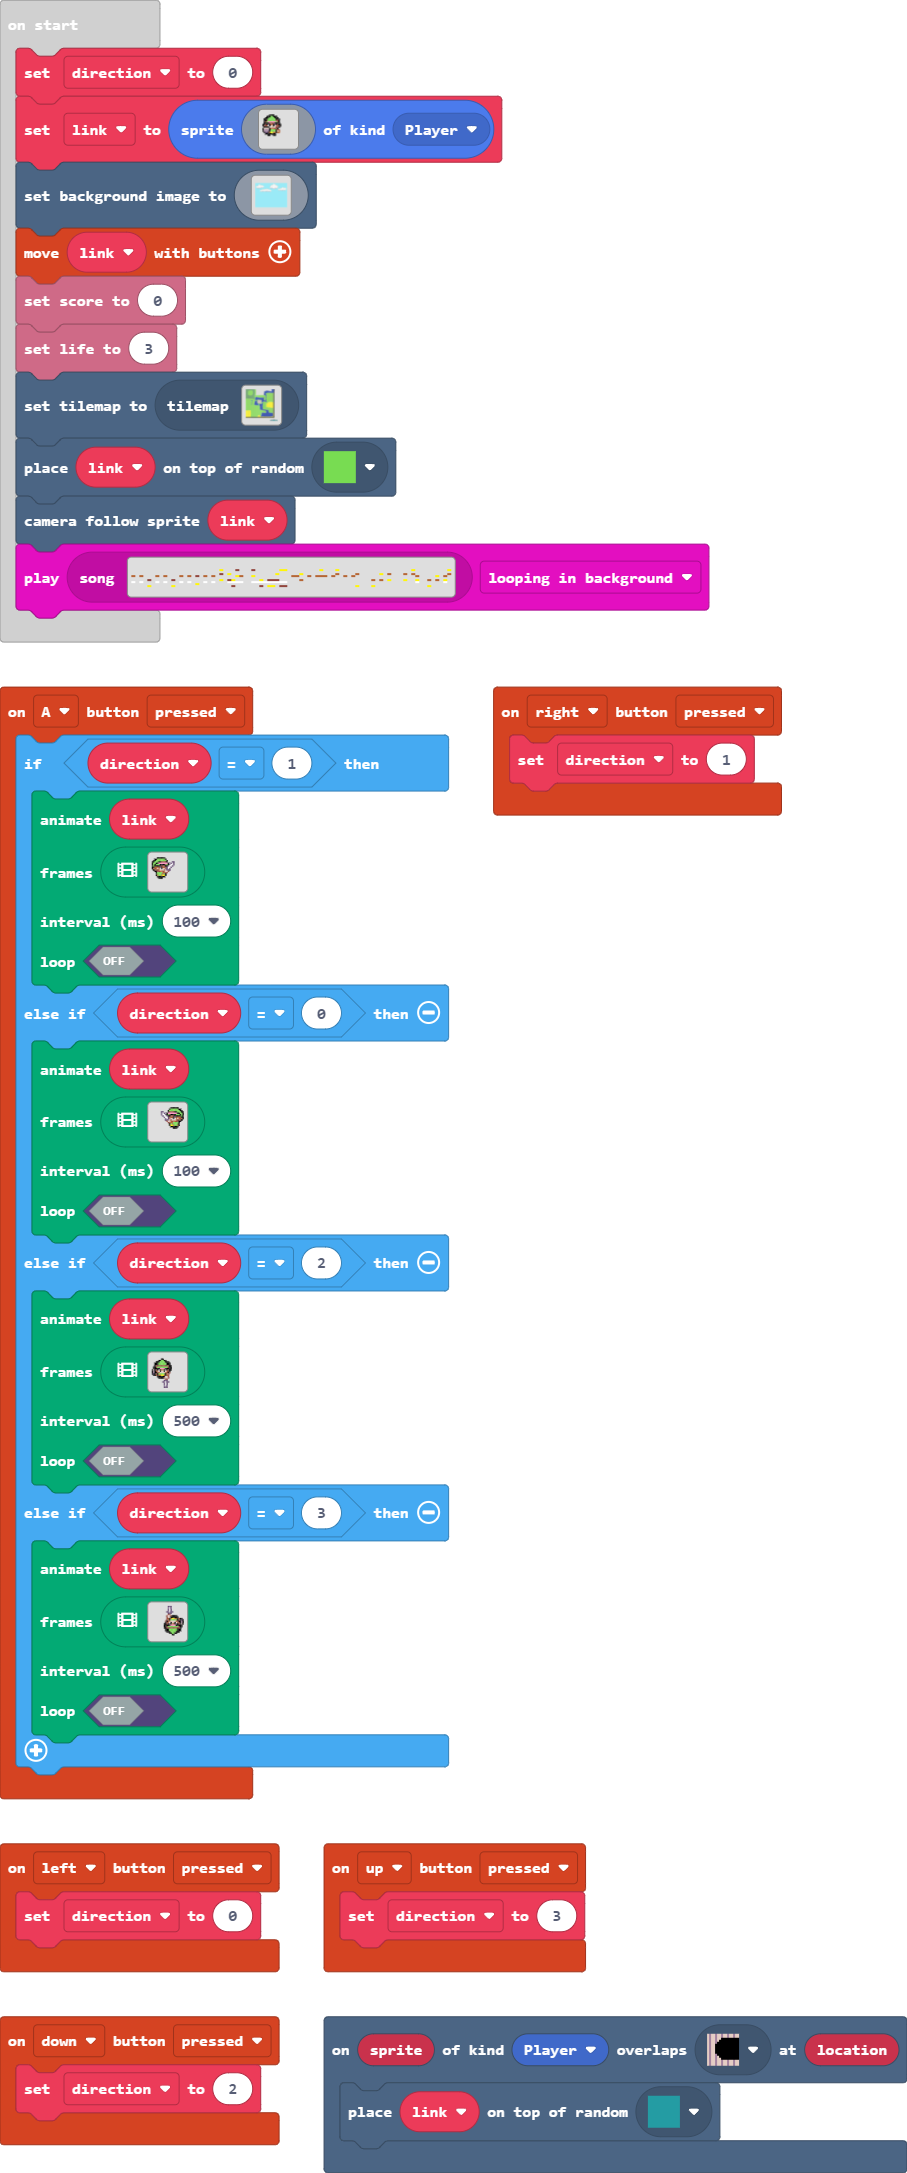 on start
set direction to 0
set link to sprite of kind Player
set background image to
move link with buttons
set score to 0
set life to 3
set tilemap to tilemap
place link on top of random
camera follow sprite link
play song looping in background
on A button pressed
if direction = 1 then
animate link
frames
interval (ms) 100
loop OFF
else if direction = 0 then
animate link
frames
interval (ms) 100
loop OFF
else if direction = 2 then
animate link
frames
interval (ms) 500
loop OFF
else if direction = 3 then
animate link
frames
interval (ms) 500
loop OFF
on right button pressed
set direction to 1
on left button pressed
set direction to 0
on up button pressed
set direction to 3
on down button pressed
set direction to 2
on sprite of kind Player overlaps at location
place link on top of random